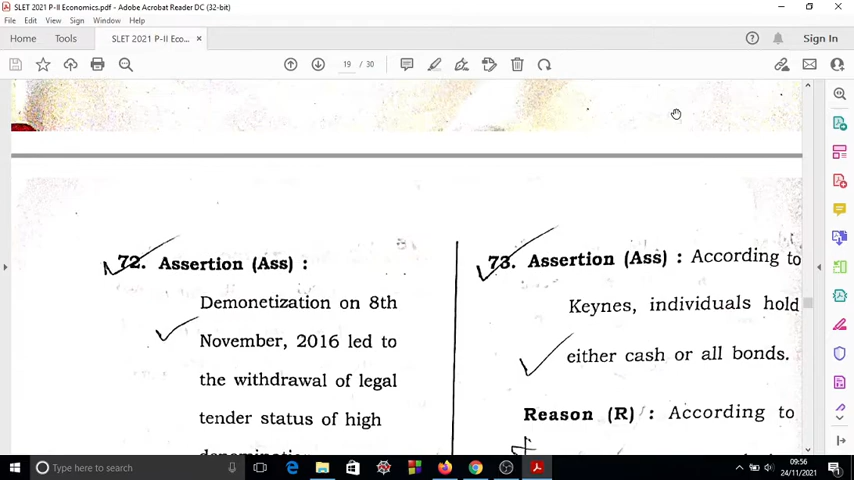 SLET 2021 P-II Economics.pdf - Adobe Acrobat Reader DC (32-bit)
File Edit View Sign Window Help
Home Tools SLET 2021 P-II Eco... × Sign In
19 / 30
72. Assertion (Ass) :
Demonetization on 8th
November, 2016 led to
the withdrawal of legal
tender status of high
73. Assertion (Ass) : According to
Keynes, individuals hold
either cash or all bonds.
Reason (R) : According to
Type here to search
09:56
24/11/2021